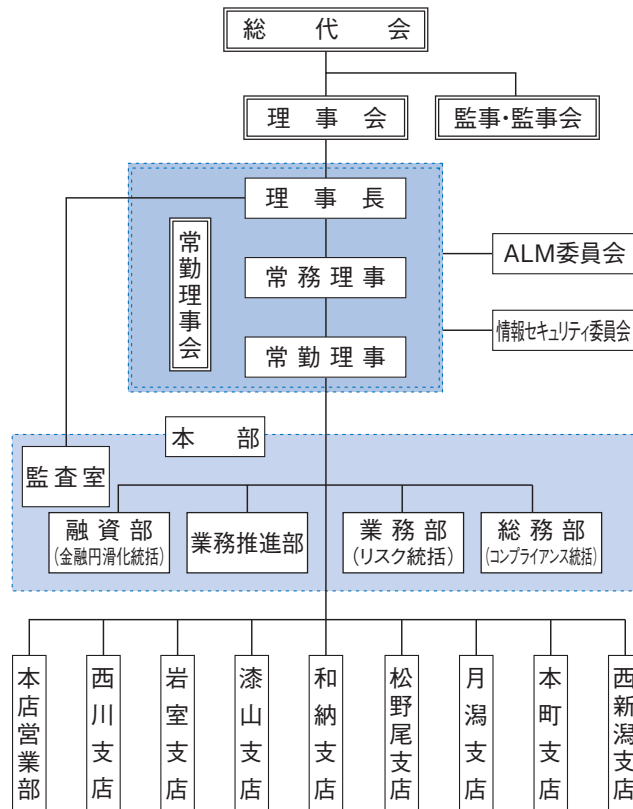 総代会
理事会
監事・監事会
理事長
常勤理事会
常務理事
常勤理事
ALM委員会
情報セキュリティ委員会
本部
監査室
融資部
(金融円滑化統括)
業務推進部
業務部
(リスク統括)
総務部
(コンプライアンス統括)
本店営業部
西川支店
岩室支店
漆山支店
和納支店
松野尾支店
月潟支店
本町支店
西新潟支店